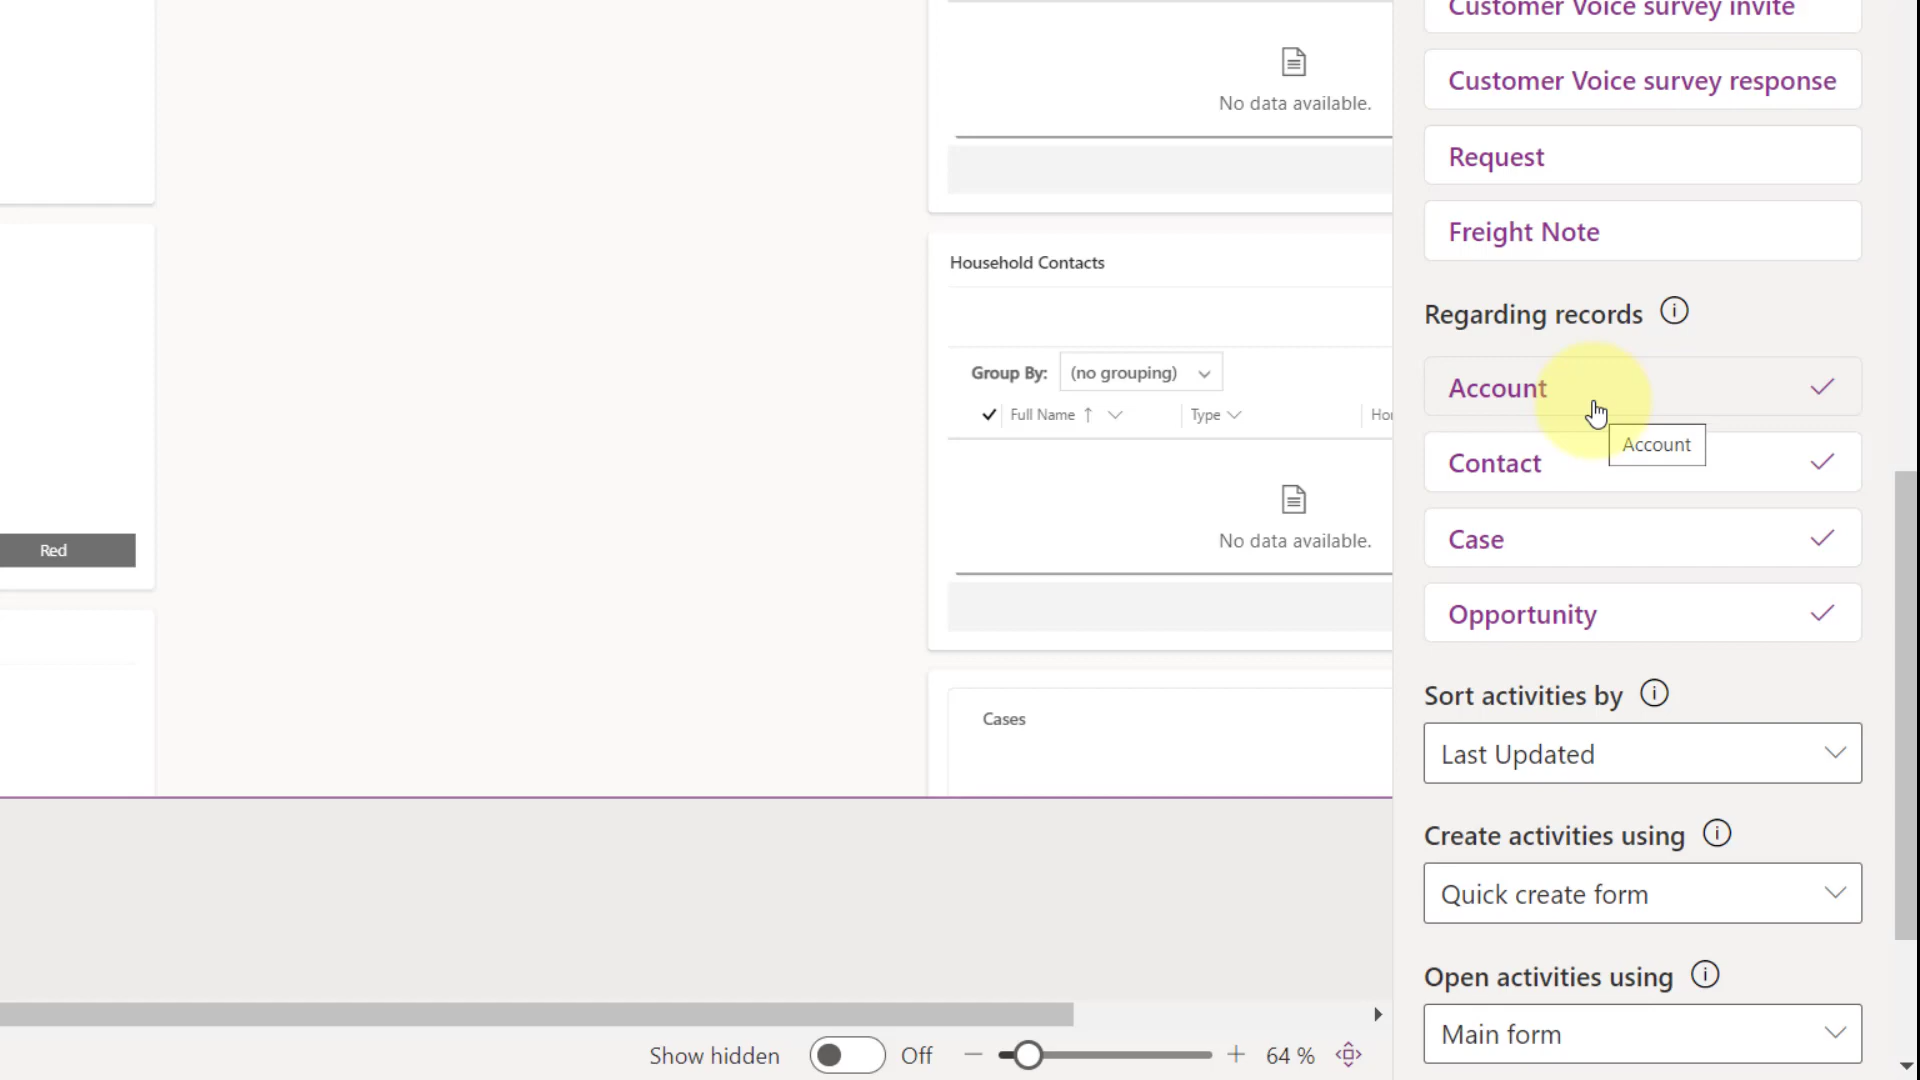 Customer Voice survey invite
No data available.
Customer Voice survey response
Request
Freight Note
Household Contacts
Regarding records
Group By: (no grouping)
Account
Full Name Type Hou
Account
Contact
No data available.
Case
Red
Opportunity
Sort activities by
Cases
Last Updated
Create activities using
Quick create form
Open activities using
Main form
Show hidden Off 64 %